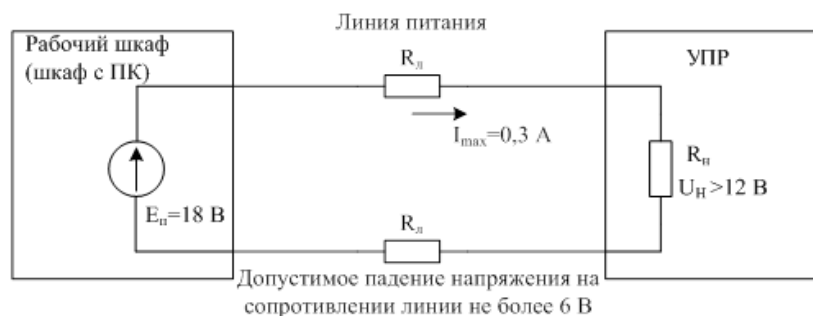 Линия питания
Рабочий шкаф
(шкаф с ПК)
Rл
УПР
Imax=0,3 А
Rн
UН >12 В
Eп=18 В
Rл
Допустимое падение напряжения на
сопротивлении линии не более 6 В